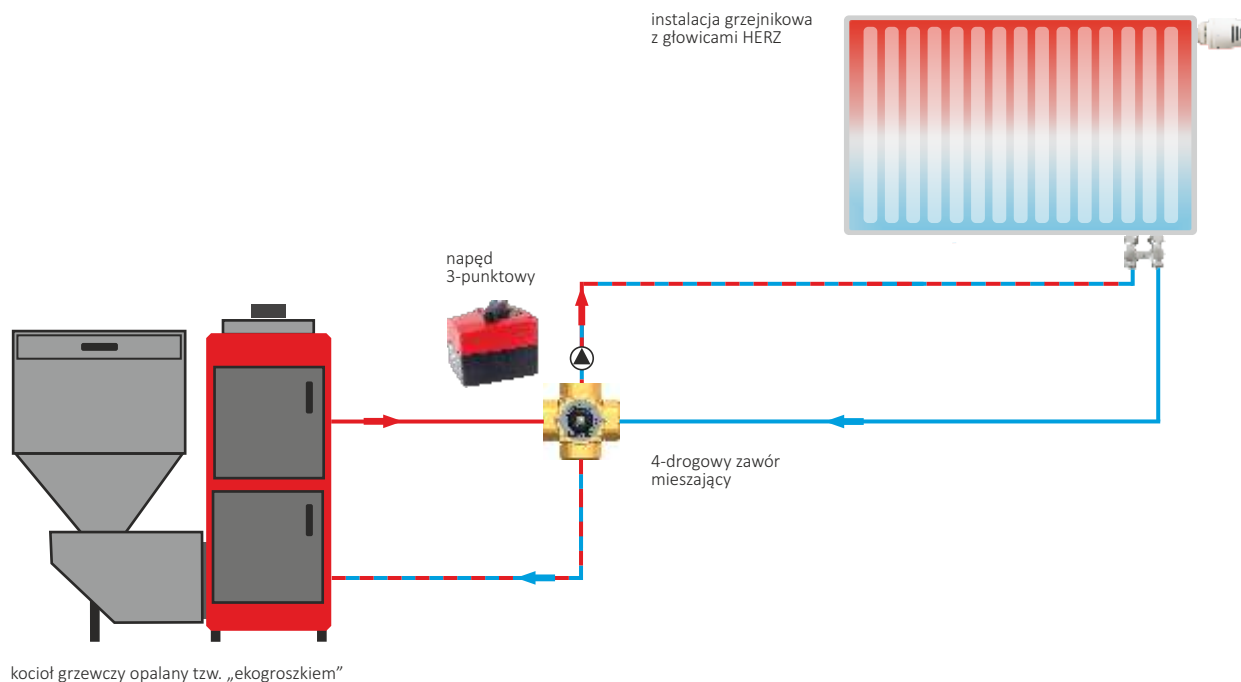 instalacja grzejnikowa
z głowicami HERZ
napęd
3-punktowy
4-drogowy zawór
mieszający
kocioł grzewczy opalany tzw. „ekogroszkiem”